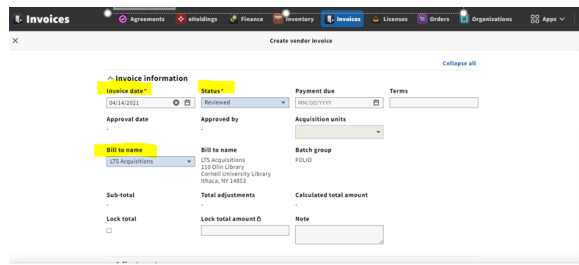 Invoices Agreements eHoldings Finance Inventory Invoices Licenses Orders Organizations Apps
Create vendor invoice
Collapse all
Invoice information
Invoice date* Status* Payment due Terms
04/14/2021 Reviewed MM/DD/YYYY
Approval date Approved by Acquisition units
- -
Bill to name Bill to name Batch group
LTS Acquisitions LTS Acquisitions FOLIO
110 Olin Library
Cornell University Library
Ithaca, NY 14853
Sub-total Total adjustments Calculated total amount
- - -
Lock total Lock total amount Note